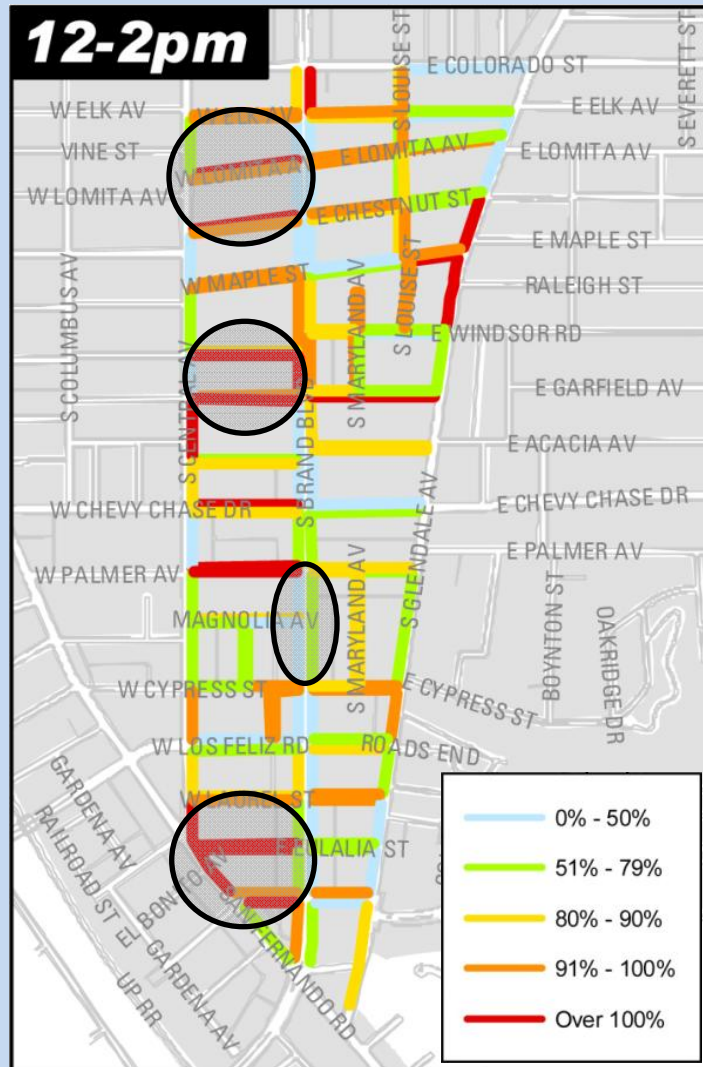 12-2pm
S LOUISE ST
S EVERETT ST
E COLORADO ST
W ELK AV
W ELK AV
E ELK AV
VINE ST
E LOMITA AV
E LOMITA AV
W LOMITA A
W LOMITA AV
E CHESTNUT ST
E MAPLE ST
W MAPLE ST
S LOUISE ST
RALEIGH ST
S COLUMBUS AV
S MARYLAND AV
E WINDSOR RD
S CENTRAL AV
S BRAND BLVD
E GARFIELD AV
E ACACIA AV
W CHEVY CHASE DR
E CHEVY CHASE DR
S GLENDALE AV
E PALMER AV
W PALMER AV
S MARYLAND AV
MAGNOLIA AV
BOYNTON ST
OAKRIDGE DR
W CYPRESS ST
E CYPRESS ST
W LOS FELIZ RD
ROADS END
GARDENA AV
W LAUREL ST
RAILROAD ST
E EULALIA ST
SAN FERNANDO RD
GARDENA AV
UP RR
0% - 50%
51% - 79%
80% - 90%
91% - 100%
Over 100%